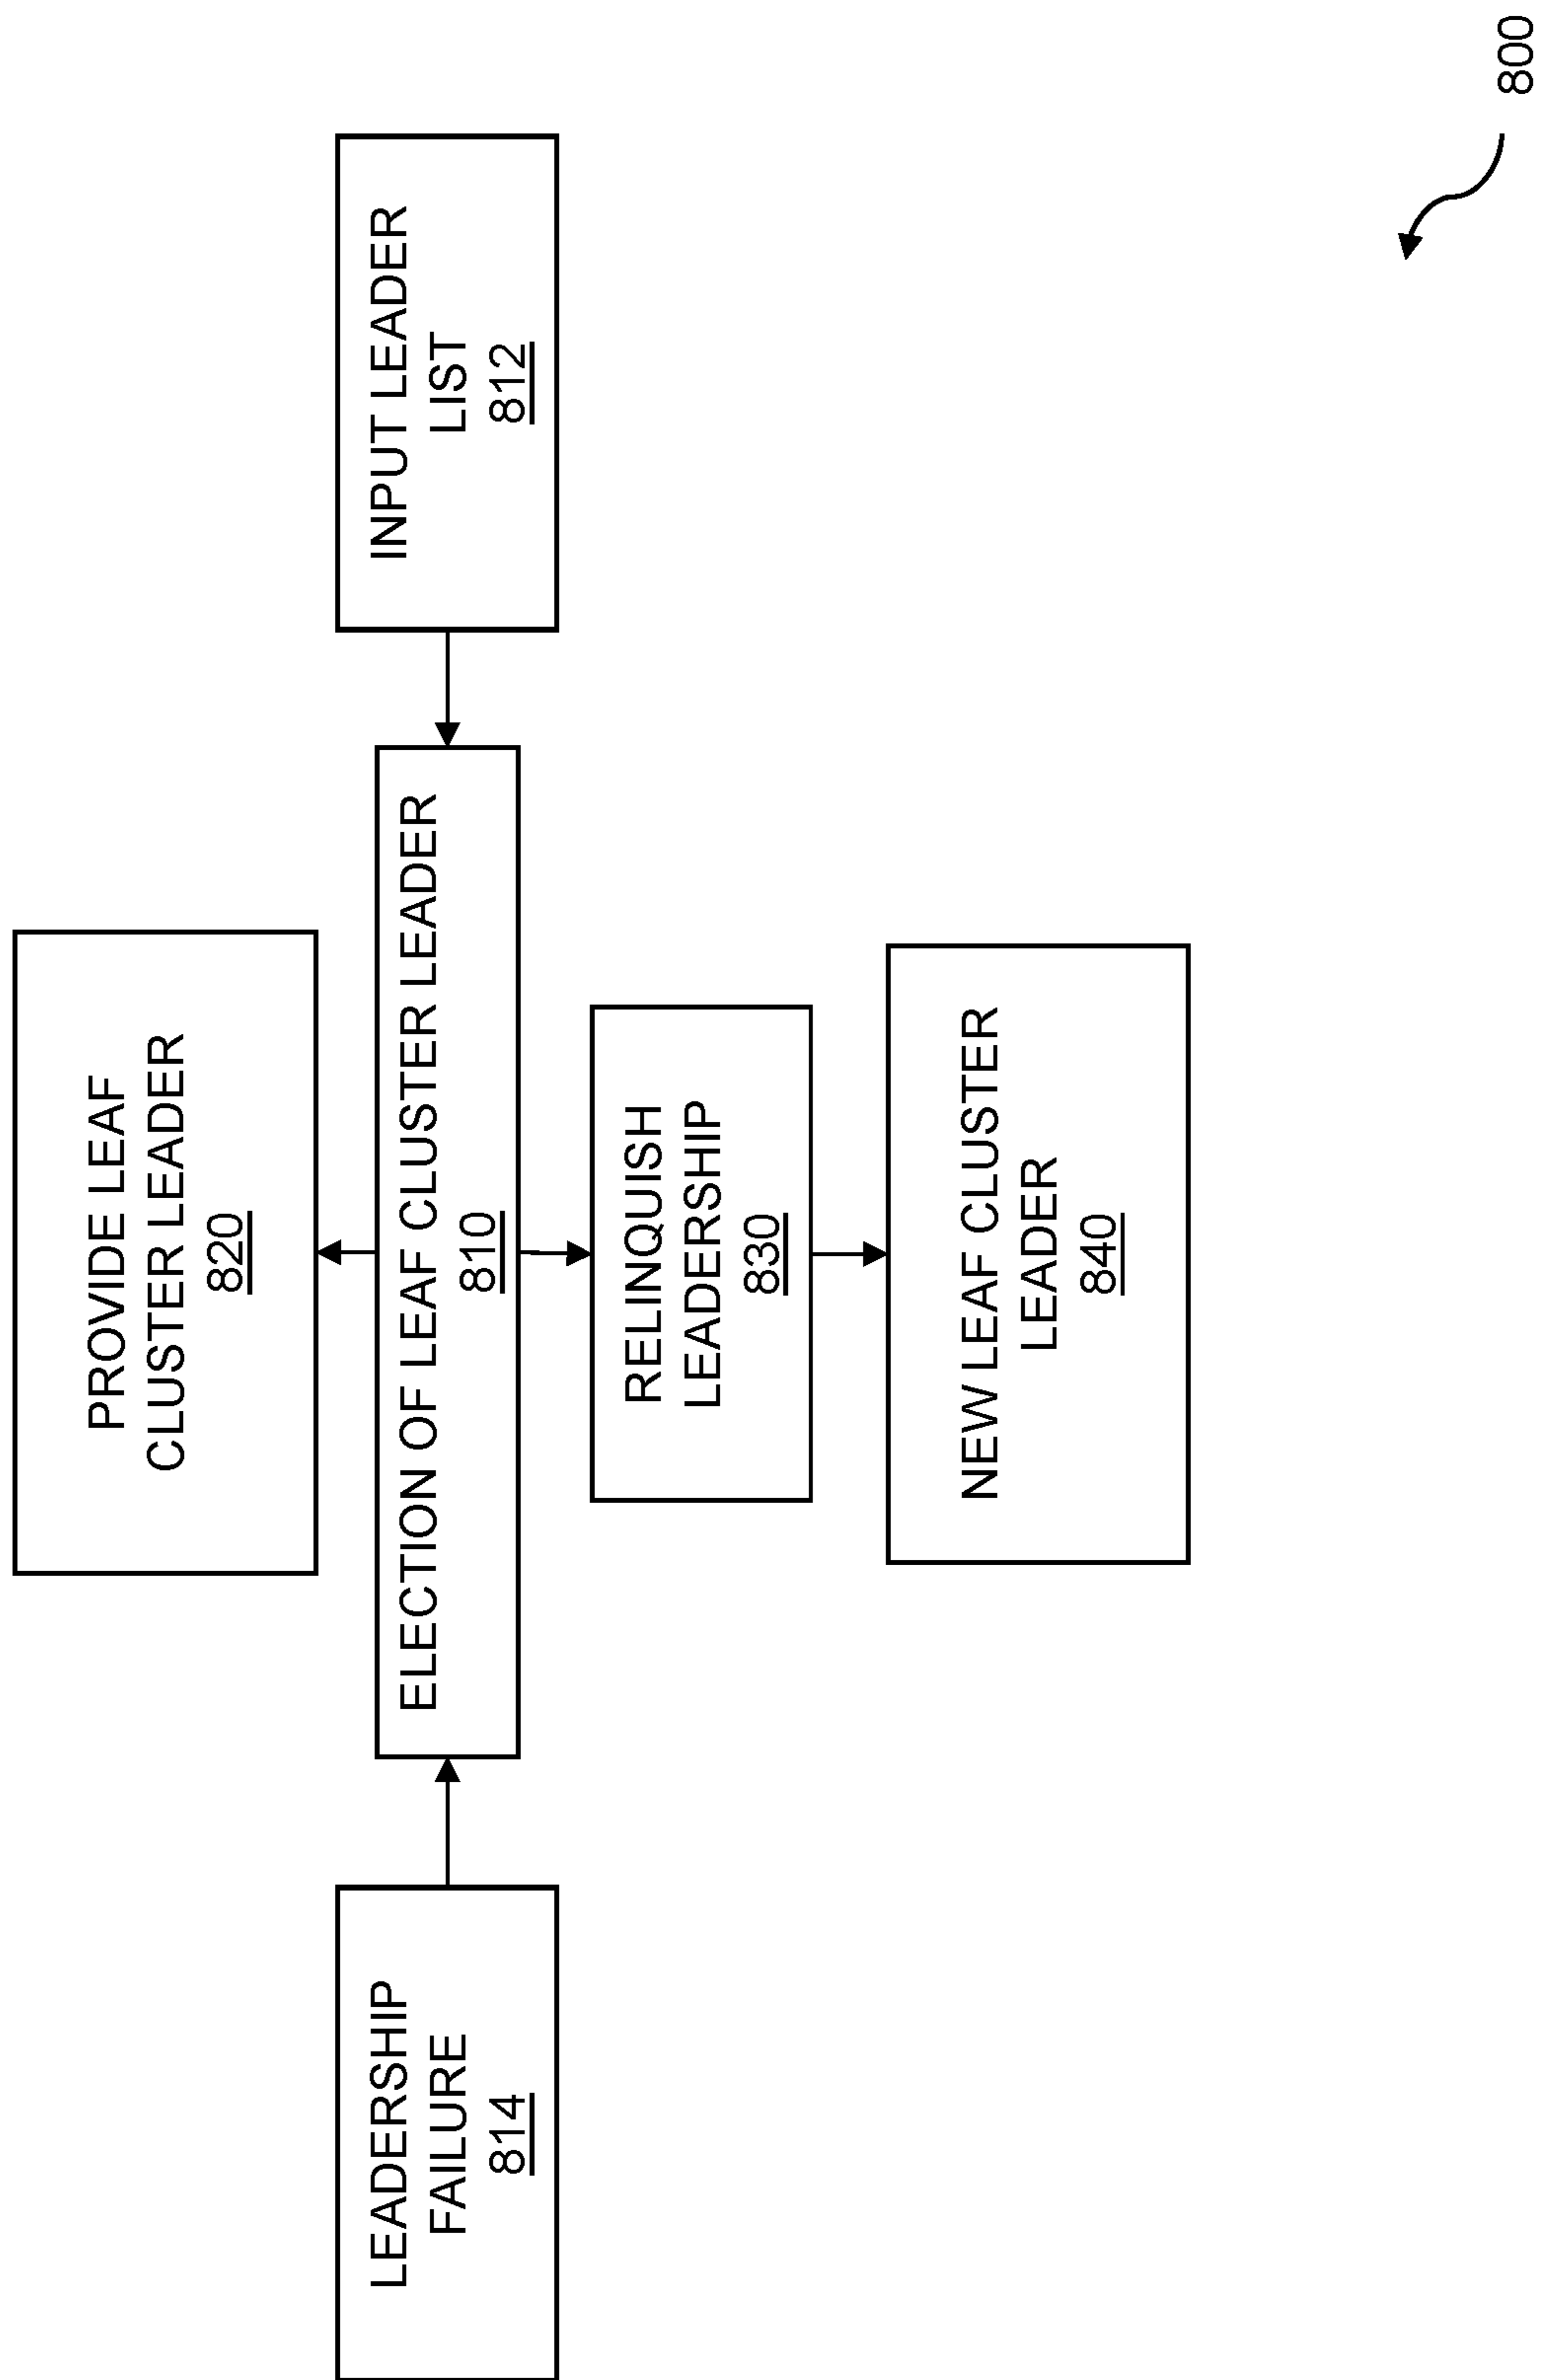 PROVIDE LEAF
CLUSTER LEADER
820
LEADERSHIP
FAILURE
814
ELECTION OF LEAF CLUSTER LEADER
810
INPUT LEADER
LIST
812
RELINQUISH
LEADERSHIP
830
NEW LEAF CLUSTER
LEADER
840
800